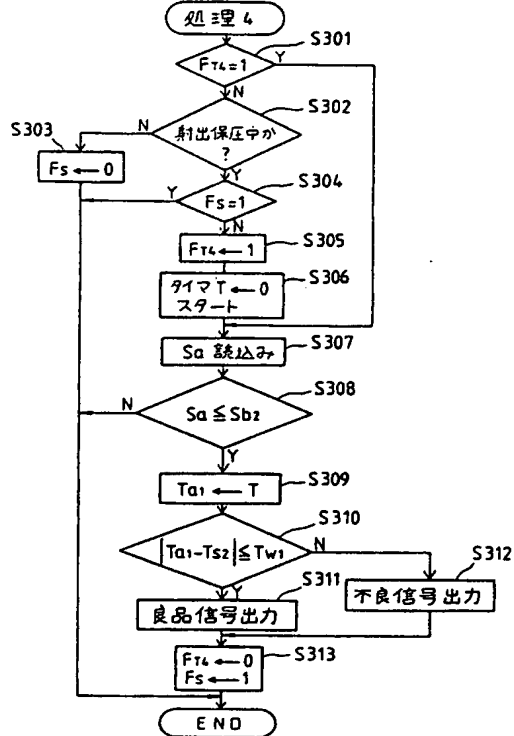 処理4
S301
F_T4=1
Y
N
S302
射出保圧中か
?
N
Y
S303
Fs ← 0
S304
Fs=1
Y
N
S305
F_T4 ← 1
S306
タイマT ← 0
スタート
S307
Sa 読込み
S308
Sa ≦ Sb2
N
Y
S309
Ta1 ← T
S310
|Ta1-Ts2| ≦ Tw1
N
Y
S311
良品信号出力
S312
不良信号出力
S313
F_T4 ← 0
Fs ← 1
END